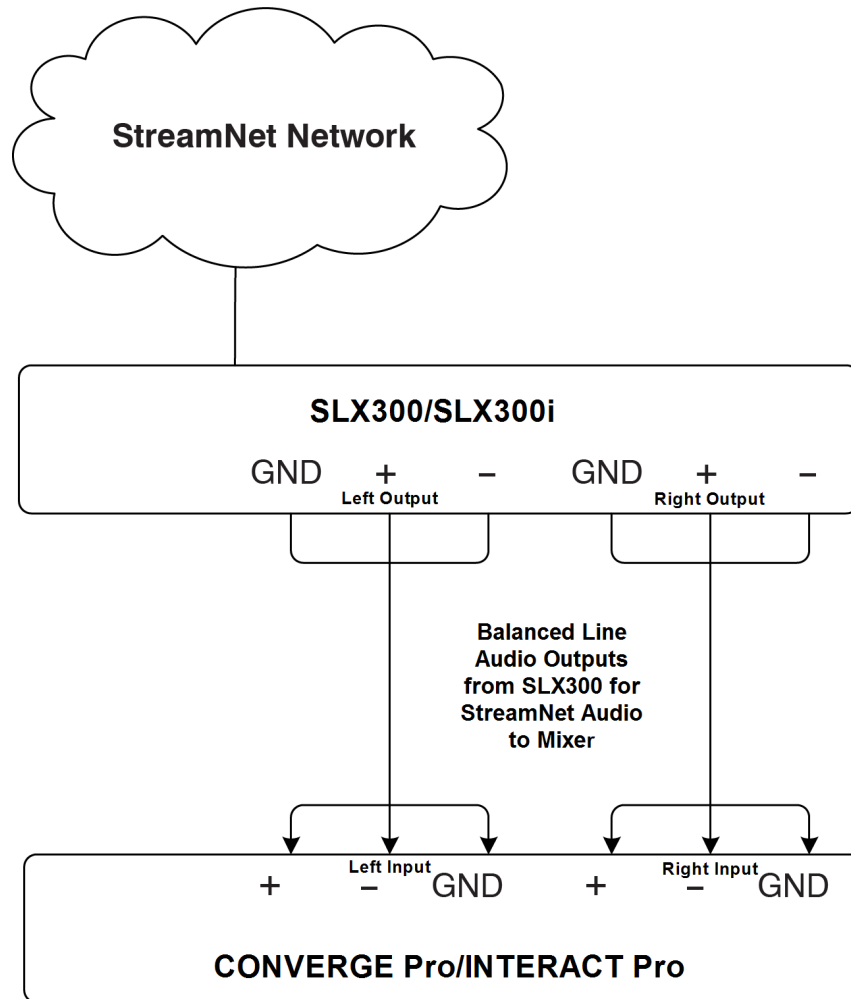 StreamNet Network
SLX300/SLX300i
GND + – GND + –
Left Output Right Output
Balanced Line
Audio Outputs
from SLX300 for
StreamNet Audio
to Mixer
Left Input Right Input
+ – GND + – GND
CONVERGE Pro/INTERACT Pro